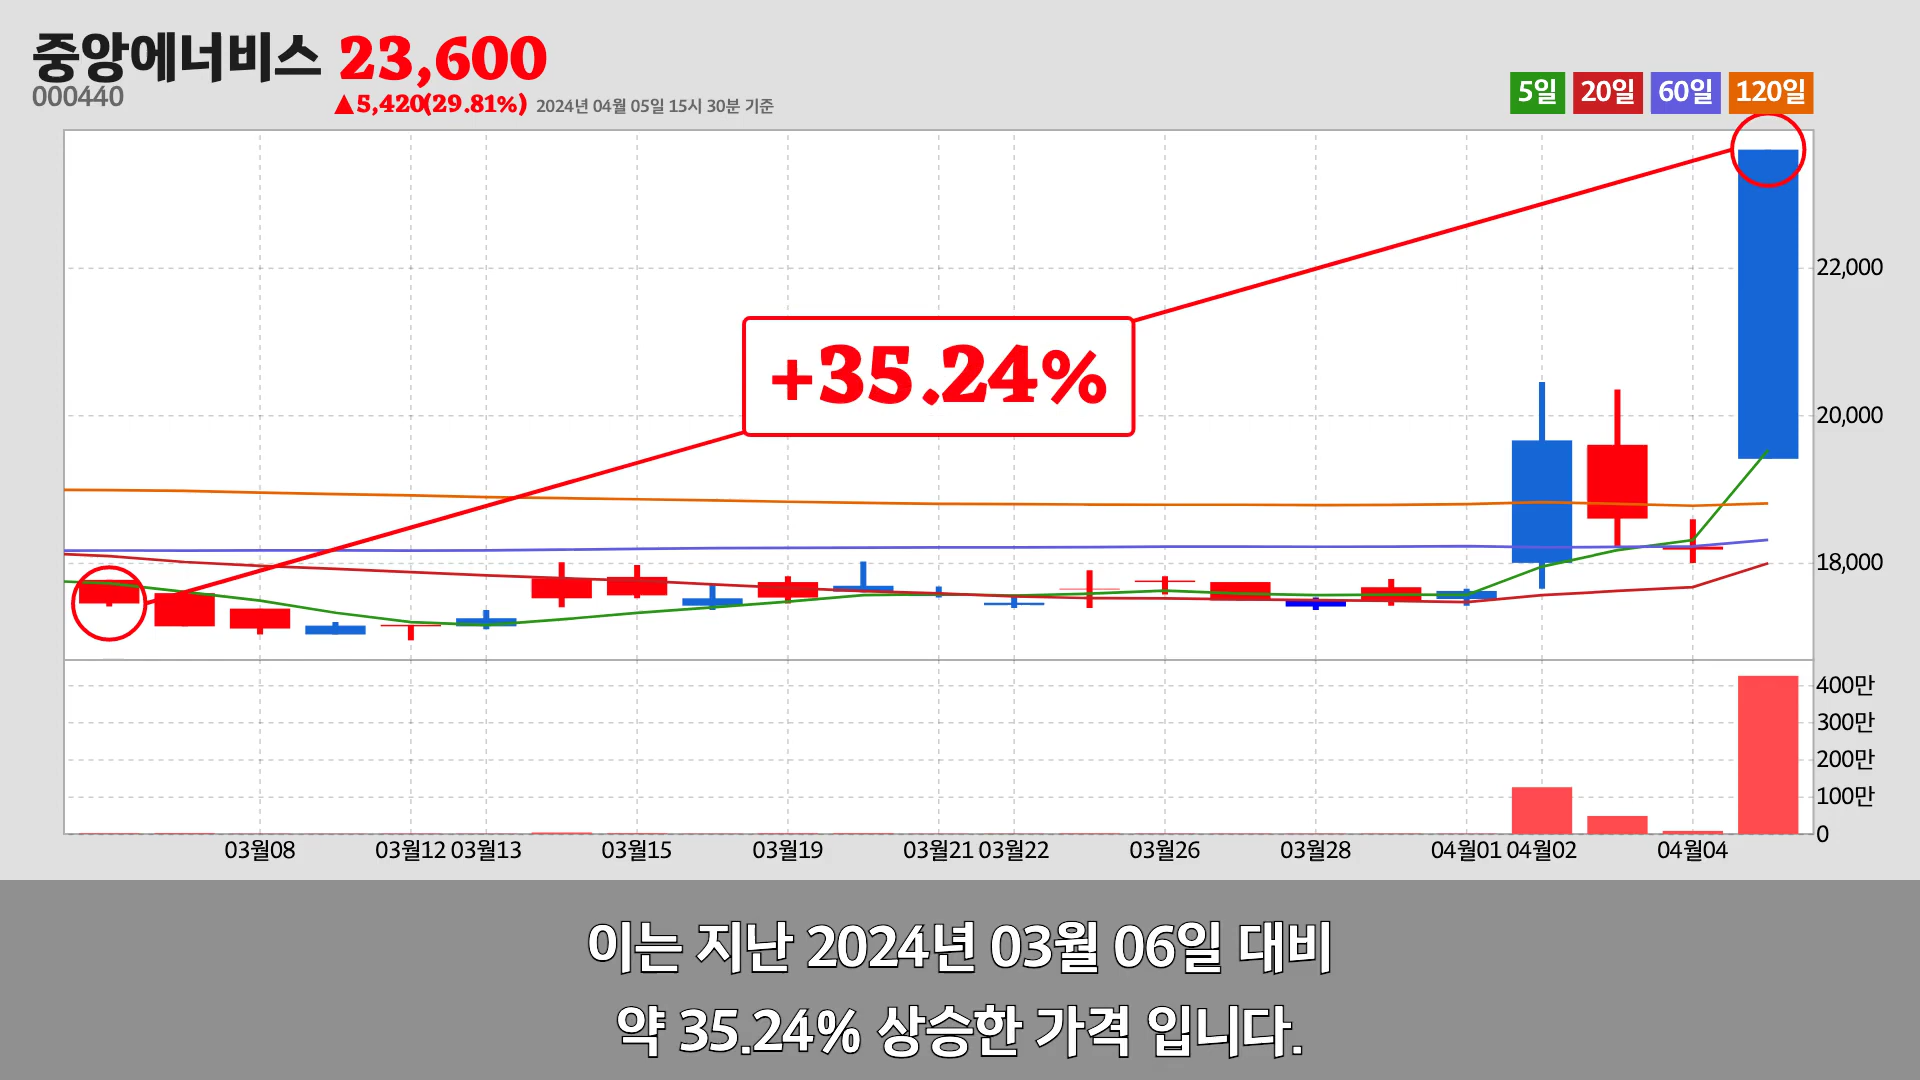 중앙에너비스 23,600
000440
▲5,420(29.81%) 2024년 04월 05일 15시 30분 기준
5일 20일 60일 120일
+35.24%
22,000
20,000
18,000
400만
300만
200만
100만
0
03월08 03월12 03월13 03월15 03월19 03월21 03월22 03월26 03월28 04월01 04월02 04월04
이는 지난 2024년 03월 06일 대비
약 35.24% 상승한 가격 입니다.